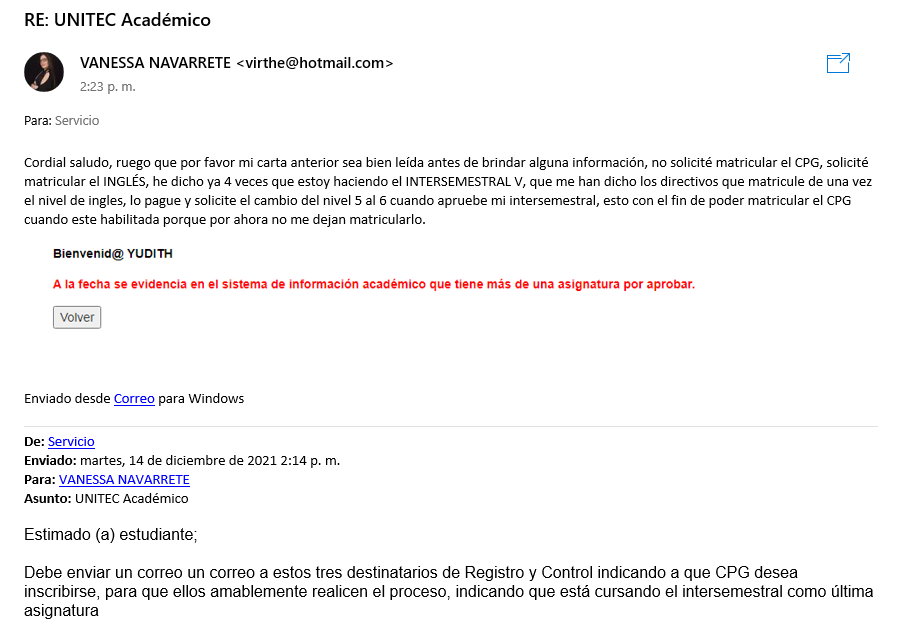 RE: UNITEC Académico
VANESSA NAVARRETE <virthe@hotmail.com>
2:23 p. m.
Para: Servicio
Cordial saludo, ruego que por favor mi carta anterior sea bien leída antes de brindar alguna información, no solicité matricular el CPG, solicité
matricular el INGLÉS, he dicho ya 4 veces que estoy haciendo el INTERSEMESTRAL V, que me han dicho los directivos que matricule de una vez
el nivel de ingles, lo pague y solicite el cambio del nivel 5 al 6 cuando apruebe mi intersemestral, esto con el fin de poder matricular el CPG
cuando este habilitada porque por ahora no me dejan matricularlo.
Bienvenid@ YUDITH
A la fecha se evidencia en el sistema de información académico que tiene más de una asignatura por aprobar.
Volver
Enviado desde Correo para Windows
De: Servicio
Enviado: martes, 14 de diciembre de 2021 2:14 p. m.
Para: VANESSA NAVARRETE
Asunto: UNITEC Académico
Estimado (a) estudiante;
Debe enviar un correo un correo a estos tres destinatarios de Registro y Control indicando a que CPG desea
inscribirse, para que ellos amablemente realicen el proceso, indicando que está cursando el intersemestral como última
asignatura